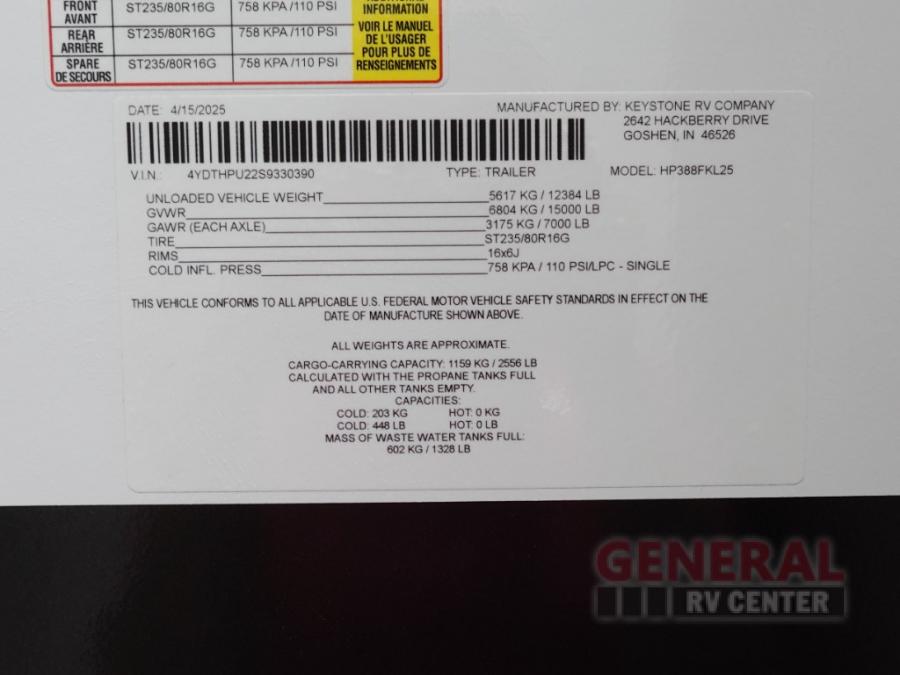 FRONT
AVANT
ST235/80R16G 758 KPA /110 PSI
REAR
ARRIÈRE
ST235/80R16G 758 KPA /110 PSI
SPARE
DE SECOURS
ST235/80R16G 758 KPA /110 PSI
INFORMATION
VOIR LE MANUEL
DE L'USAGER
POUR PLUS DE
RENSEIGNEMENTS
DATE: 4/15/2025 MANUFACTURED BY: KEYSTONE RV COMPANY
2642 HACKBERRY DRIVE
GOSHEN, IN 46526
V.I.N.: 4YDTHPU22S9330390 TYPE: TRAILER MODEL: HP388FKL25
UNLOADED VEHICLE WEIGHT 5617 KG / 12384 LB
GVWR 6804 KG / 15000 LB
GAWR (EACH AXLE) 3175 KG / 7000 LB
TIRE ST235/80R16G
RIMS 16x6J
COLD INFL. PRESS 758 KPA / 110 PSI/LPC - SINGLE
THIS VEHICLE CONFORMS TO ALL APPLICABLE U.S. FEDERAL MOTOR VEHICLE SAFETY STANDARDS IN EFFECT ON THE
DATE OF MANUFACTURE SHOWN ABOVE.
ALL WEIGHTS ARE APPROXIMATE.
CARGO-CARRYING CAPACITY: 1159 KG / 2556 LB
CALCULATED WITH THE PROPANE TANKS FULL
AND ALL OTHER TANKS EMPTY.
CAPACITIES:
COLD: 203 KG HOT: 0 KG
COLD: 448 LB HOT: 0 LB
MASS OF WASTE WATER TANKS FULL:
602 KG / 1328 LB
GENERAL
RV CENTER